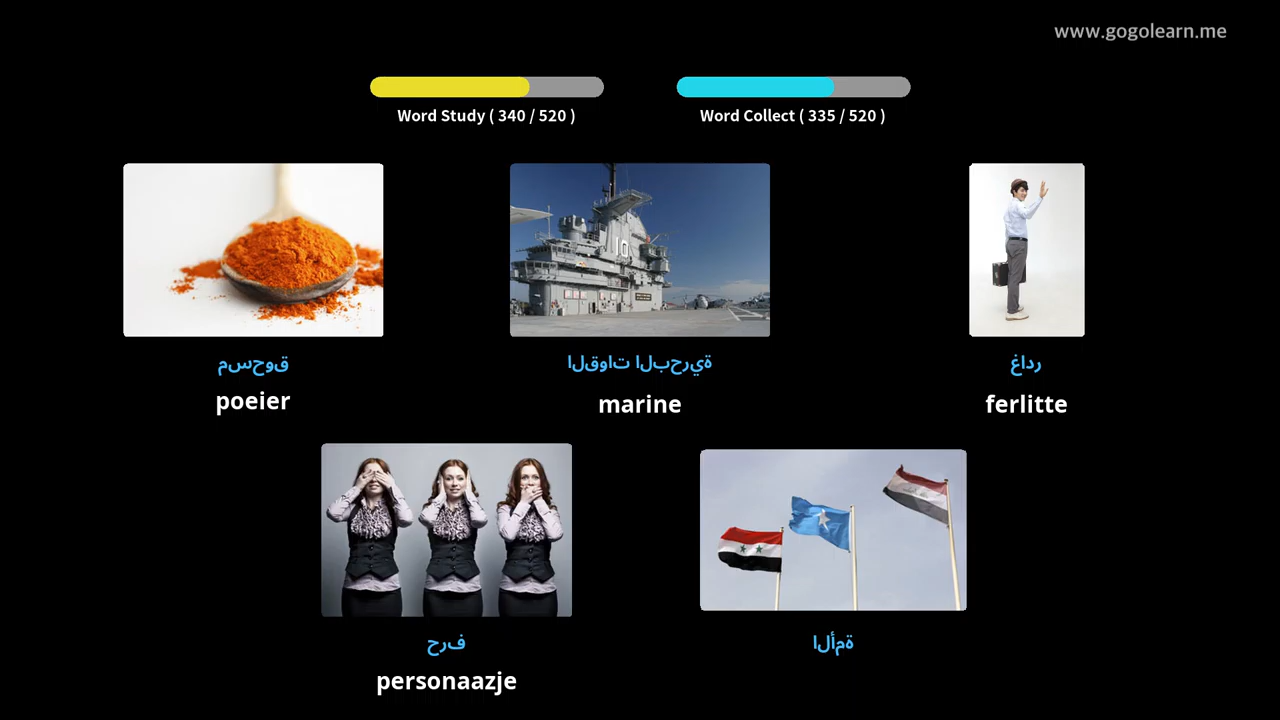 www.gogolearn.me
Word Study ( 340 / 520 )
Word Collect ( 335 / 520 )
مسحوق
poeier
القوات البحرية
marine
غادر
ferlitte
حرف
personaazje
الأمة